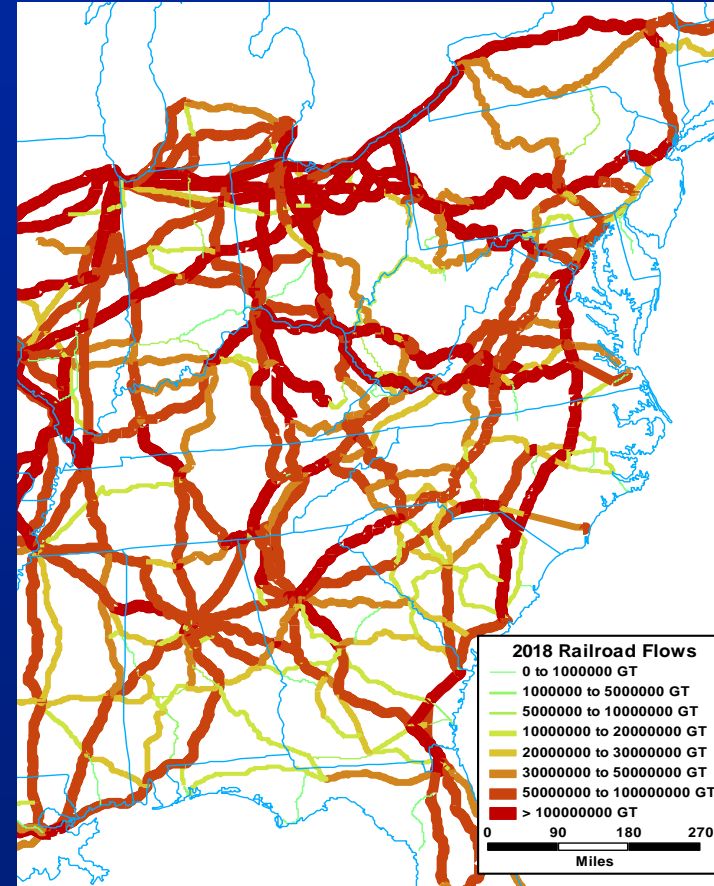 2018 Railroad Flows
0 to 1000000 GT
1000000 to 5000000 GT
5000000 to 10000000 GT
10000000 to 20000000 GT
20000000 to 30000000 GT
30000000 to 50000000 GT
50000000 to 100000000 GT
> 100000000 GT
0 90 180 270
Miles